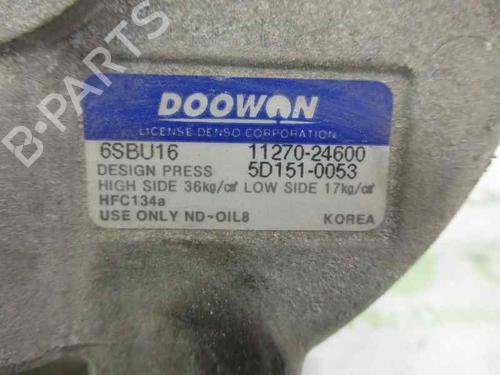 B-PARTS
DOOWON
LICENSE DENSO CORPORATION
6SBU16 11270-24600
DESIGN PRESS 5D151-0053
HIGH SIDE 36kg/c㎡ LOW SIDE 17kg/c㎡
HFC134a
USE ONLY ND-OIL8 KOREA